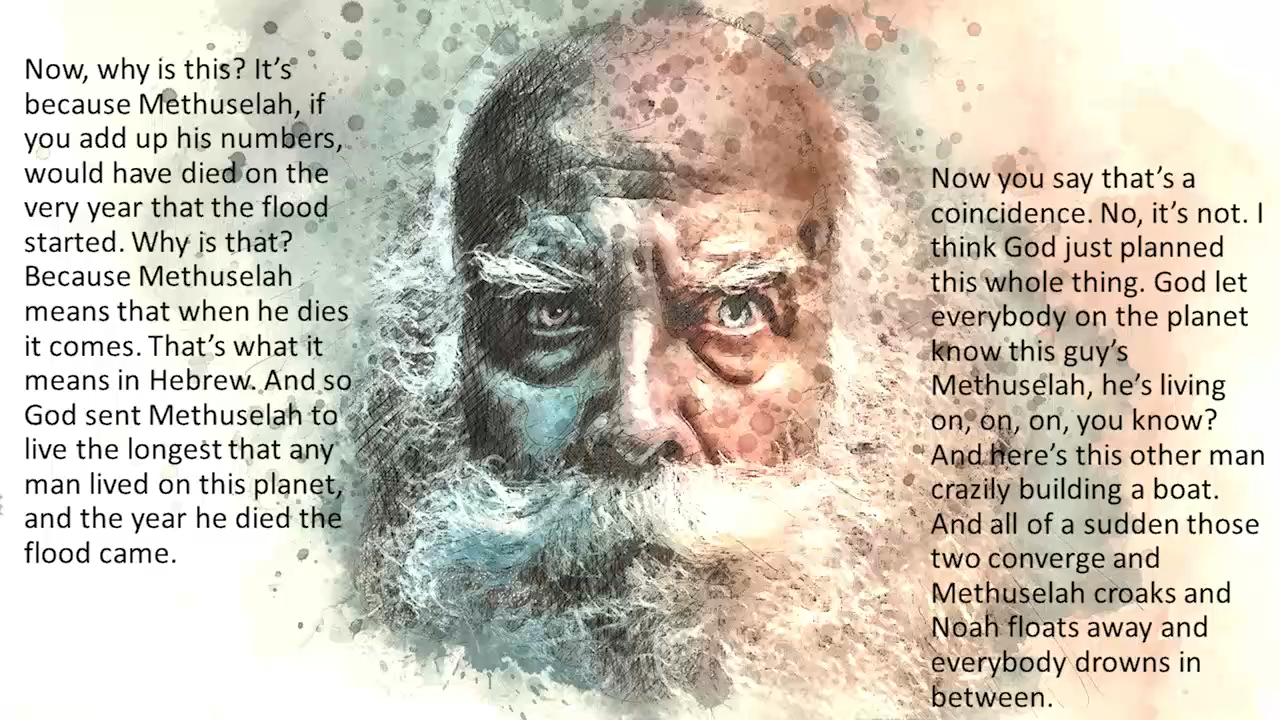 Now, why is this? It’s
because Methuselah, if
you add up his numbers,
would have died on the
very year that the flood
started. Why is that?
Because Methuselah
means that when he dies
it comes. That’s what it
means in Hebrew. And so
God sent Methuselah to
live the longest that any
man lived on this planet,
and the year he died the
flood came.
Now you say that’s a
coincidence. No, it’s not. I
think God just planned
this whole thing. God let
everybody on the planet
know this guy’s
Methuselah, he’s living
on, on, on, you know?
And here’s this other man
crazily building a boat.
And all of a sudden those
two converge and
Methuselah croaks and
Noah floats away and
everybody drowns in
between.